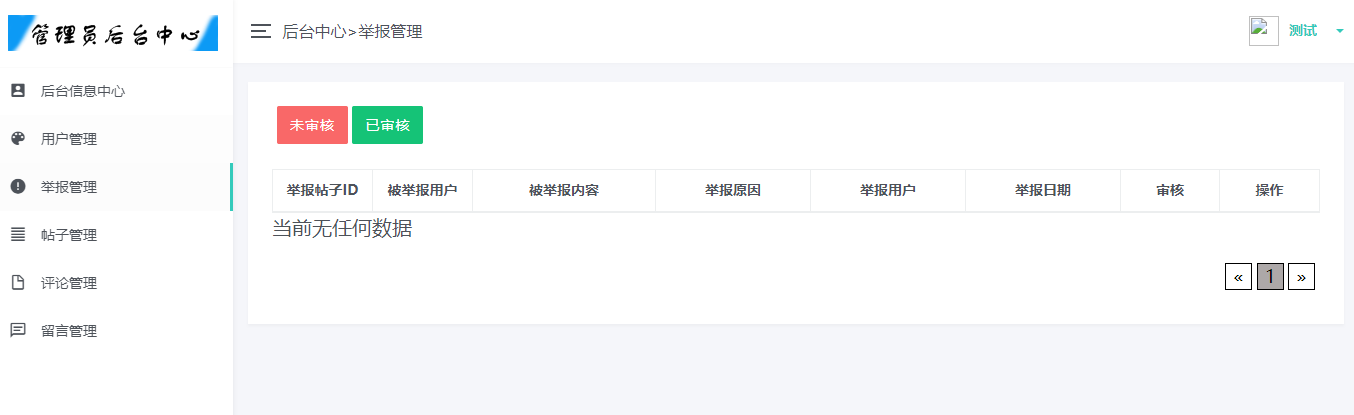 管理员后台中心
后台中心>举报管理
测试
后台信息中心
用户管理
举报管理
帖子管理
评论管理
留言管理
未审核 已审核
举报帖子ID 被举报用户 被举报内容 举报原因 举报用户 举报日期 审核 操作
当前无任何数据
« 1 »